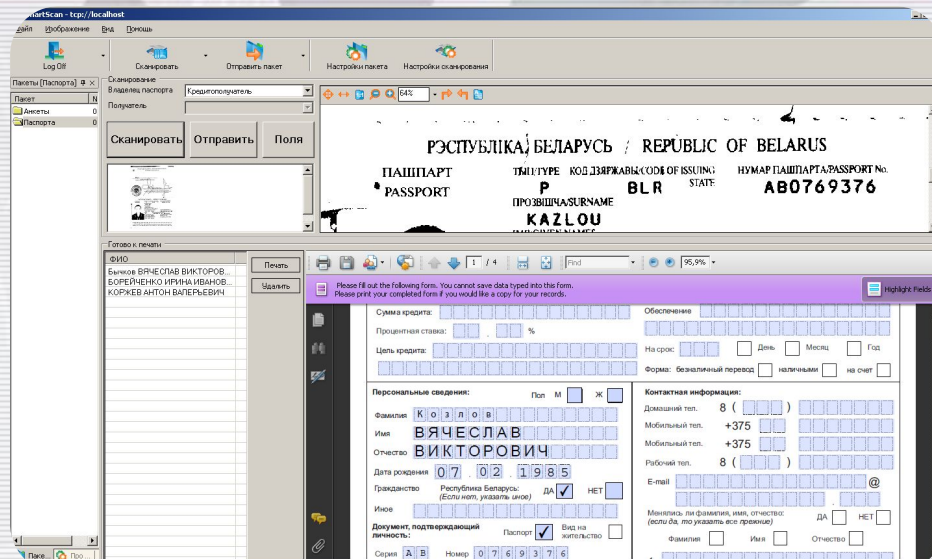 SmartScan - tcp://localhost
Файл Изображение Вид Помощь
Log Off Сканировать Отправить пакет Настройки пакета Настройки сканирования
Пакеты [Паспорта]
Пакет N
Анкеты 0
Паспорта 0
Сканирование
Владелец паспорта Кредитополучатель
Получатель
Сканировать Отправить Поля
64%
РЭСПУБЛІКА БЕЛАРУСЬ / REPUBLIC OF BELARUS
ПАШПАРТ ТЫП/TYPE КОД ДЗЯРЖАВЫ/CODE OF ISSUING STATE НУМАР ПАШПАРТА/PASSPORT No.
PASSPORT P BLR AB0769376
ПРОЗВІШЧА/SURNAME
KAZLOU
Готово к печати
ФИО
Бычков ВЯЧЕСЛАВ ВИКТОРОВ...
БОРЕЙЧЕНКО ИРИНА ИВАНОВ...
КОРЖЕВ АНТОН ВАЛЕРЬЕВИЧ
Печать
Удалить
1 / 4 Find 95,9%
Please fill out the following form. You cannot save data typed into this form.
Please print your completed form if you would like a copy for your records.
Highlight Fields
Сумма кредита:
Процентная ставка: . %
Цель кредита:
Обеспечение
На срок: День Месяц Год
Форма: безналичный перевод наличными на счет
Персональные сведения: Пол М Ж
Фамилия Козлов
Имя ВЯЧЕСЛАВ
Отчество ВИКТОРОВИЧ
Дата рождения 07 . 02 . 1985
Гражданство Республика Беларусь: ДА НЕТ
(Если нет, указать иное)
Иное
Документ, подтверждающий личность: Паспорт Вид на жительство
Серия АВ Номер 0769376
Контактная информация:
Домашний тел. 8 ( )
Мобильный тел. +375
Мобильный тел. +375
Рабочий тел. 8 ( )
E-mail @
.
Менялись ли фамилия, имя, отчество: ДА НЕТ
(если да, то указать все прежние)
Фамилия Имя Отчество
Паке... Про...